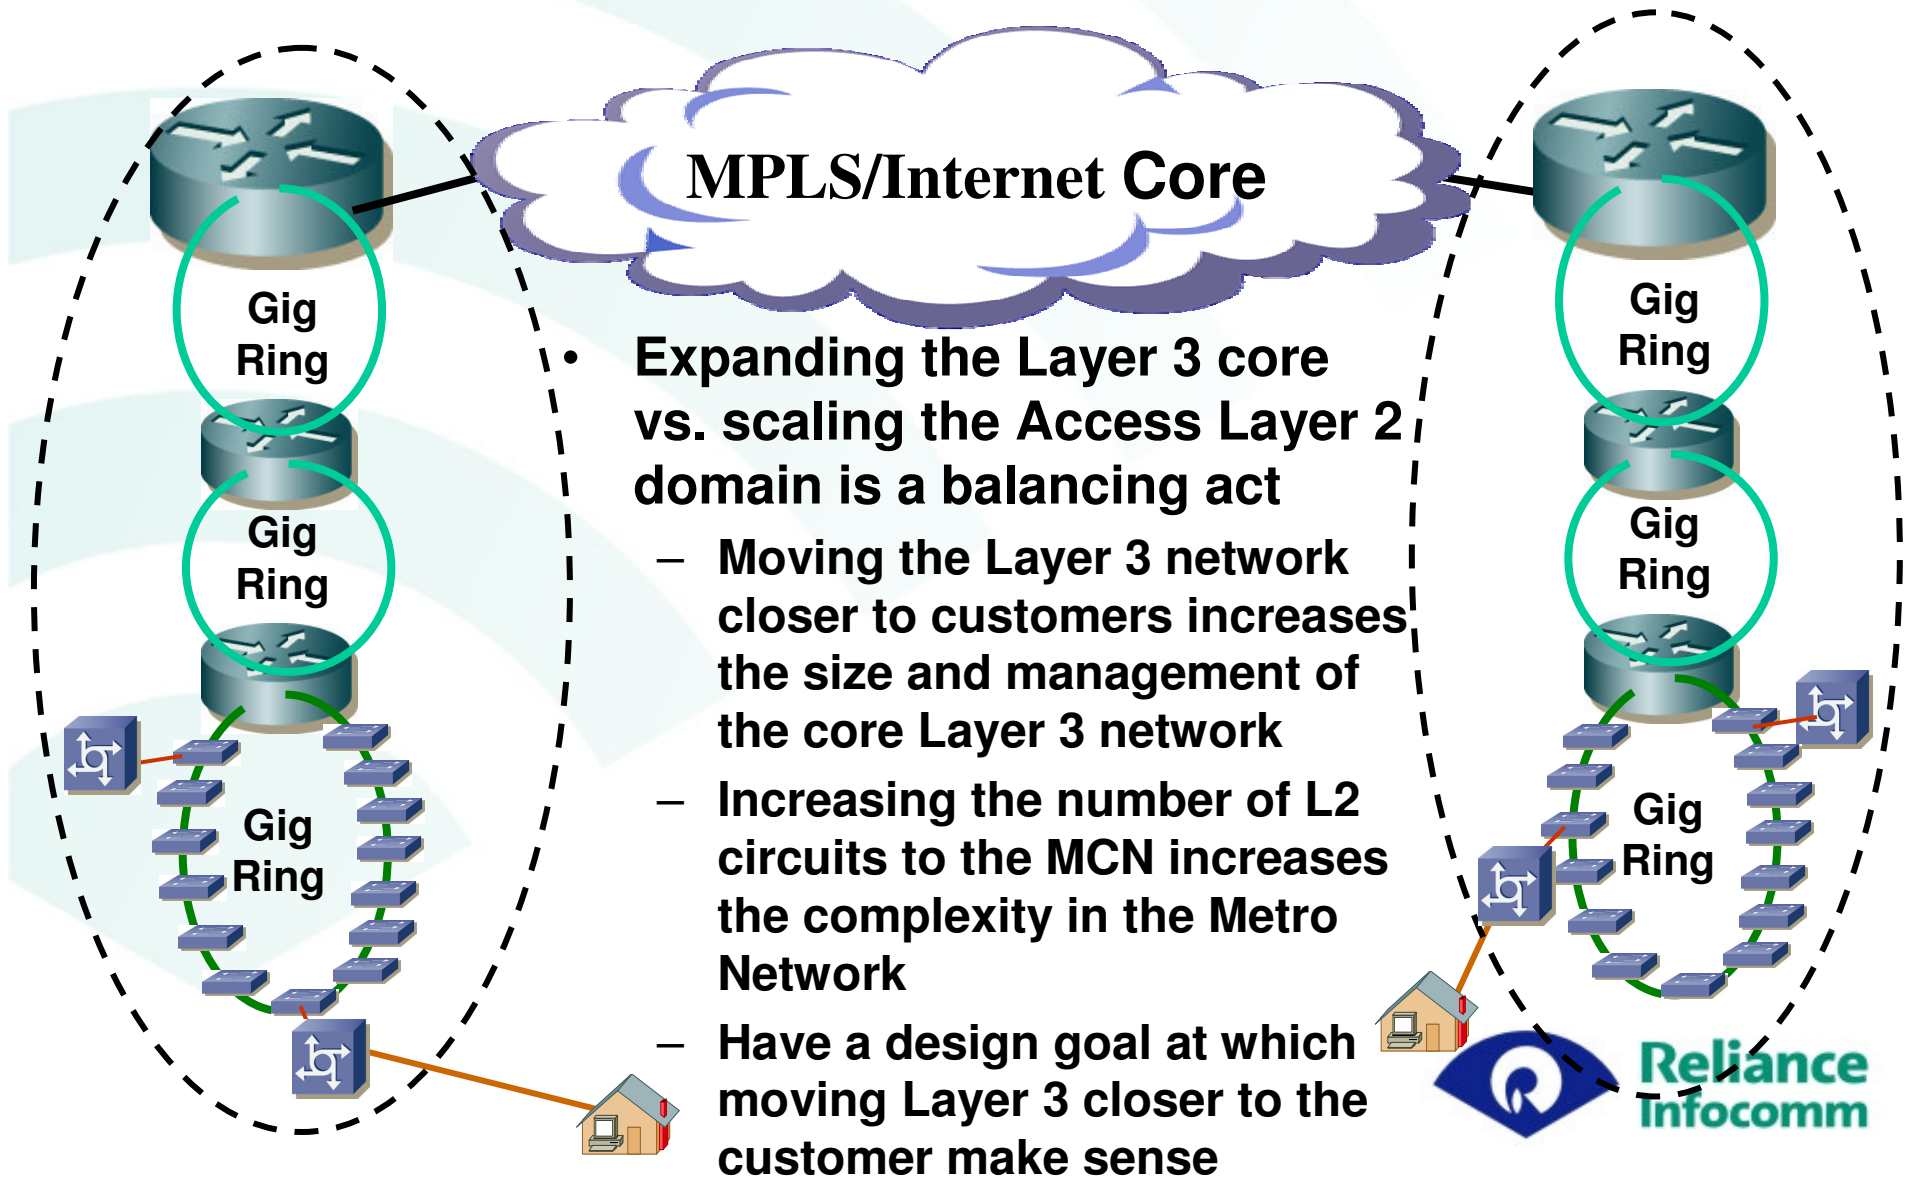 MPLS/Internet Core
Gig
Ring
Gig
Ring
Gig
Ring
• Expanding the Layer 3 core
vs. scaling the Access Layer 2
domain is a balancing act
– Moving the Layer 3 network
closer to customers increases
the size and management of
the core Layer 3 network
– Increasing the number of L2
circuits to the MCN increases
the complexity in the Metro
Network
– Have a design goal at which
moving Layer 3 closer to the
customer make sense
Gig
Ring
Gig
Ring
Gig
Ring
Reliance
Infocomm